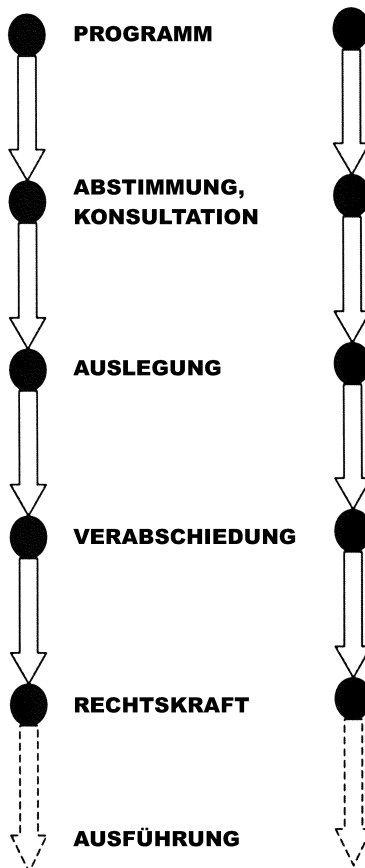 PROGRAMM
ABSTIMMUNG,
KONSULTATION
AUSLEGUNG
VERABSCHIEDUNG
RECHTSKRAFT
AUSFÜHRUNG